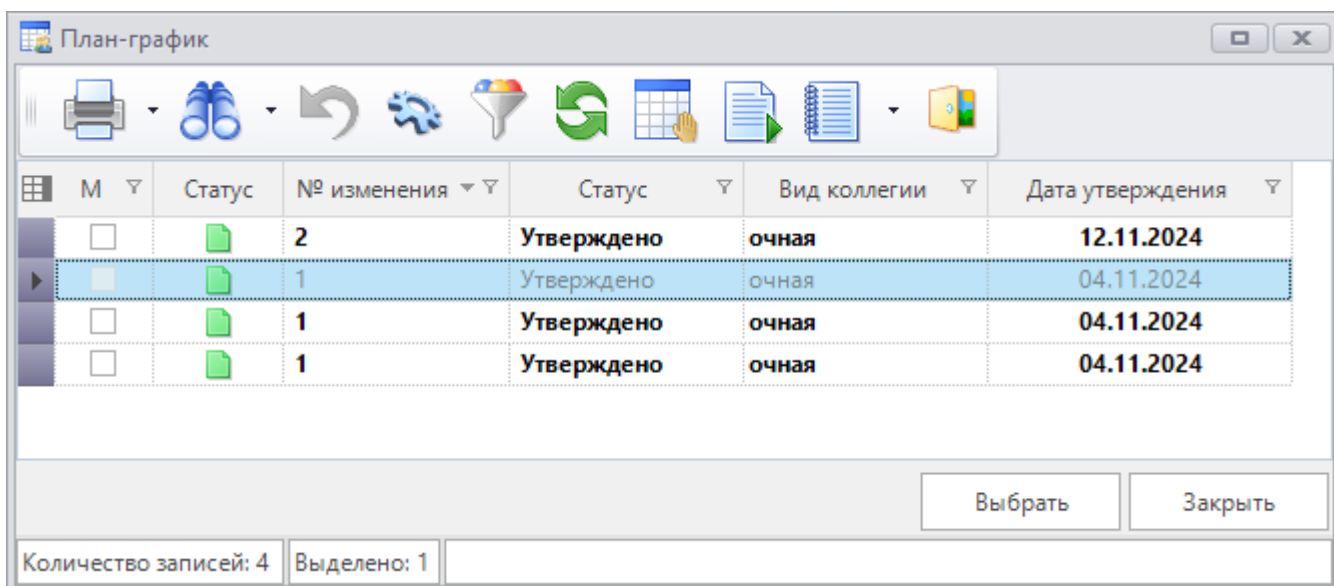 План-график
М Статус № изменения Статус Вид коллегии Дата утверждения
2 Утверждено очная 12.11.2024
1 Утверждено очная 04.11.2024
1 Утверждено очная 04.11.2024
1 Утверждено очная 04.11.2024
Выбрать Закрыть
Количество записей: 4 Выделено: 1